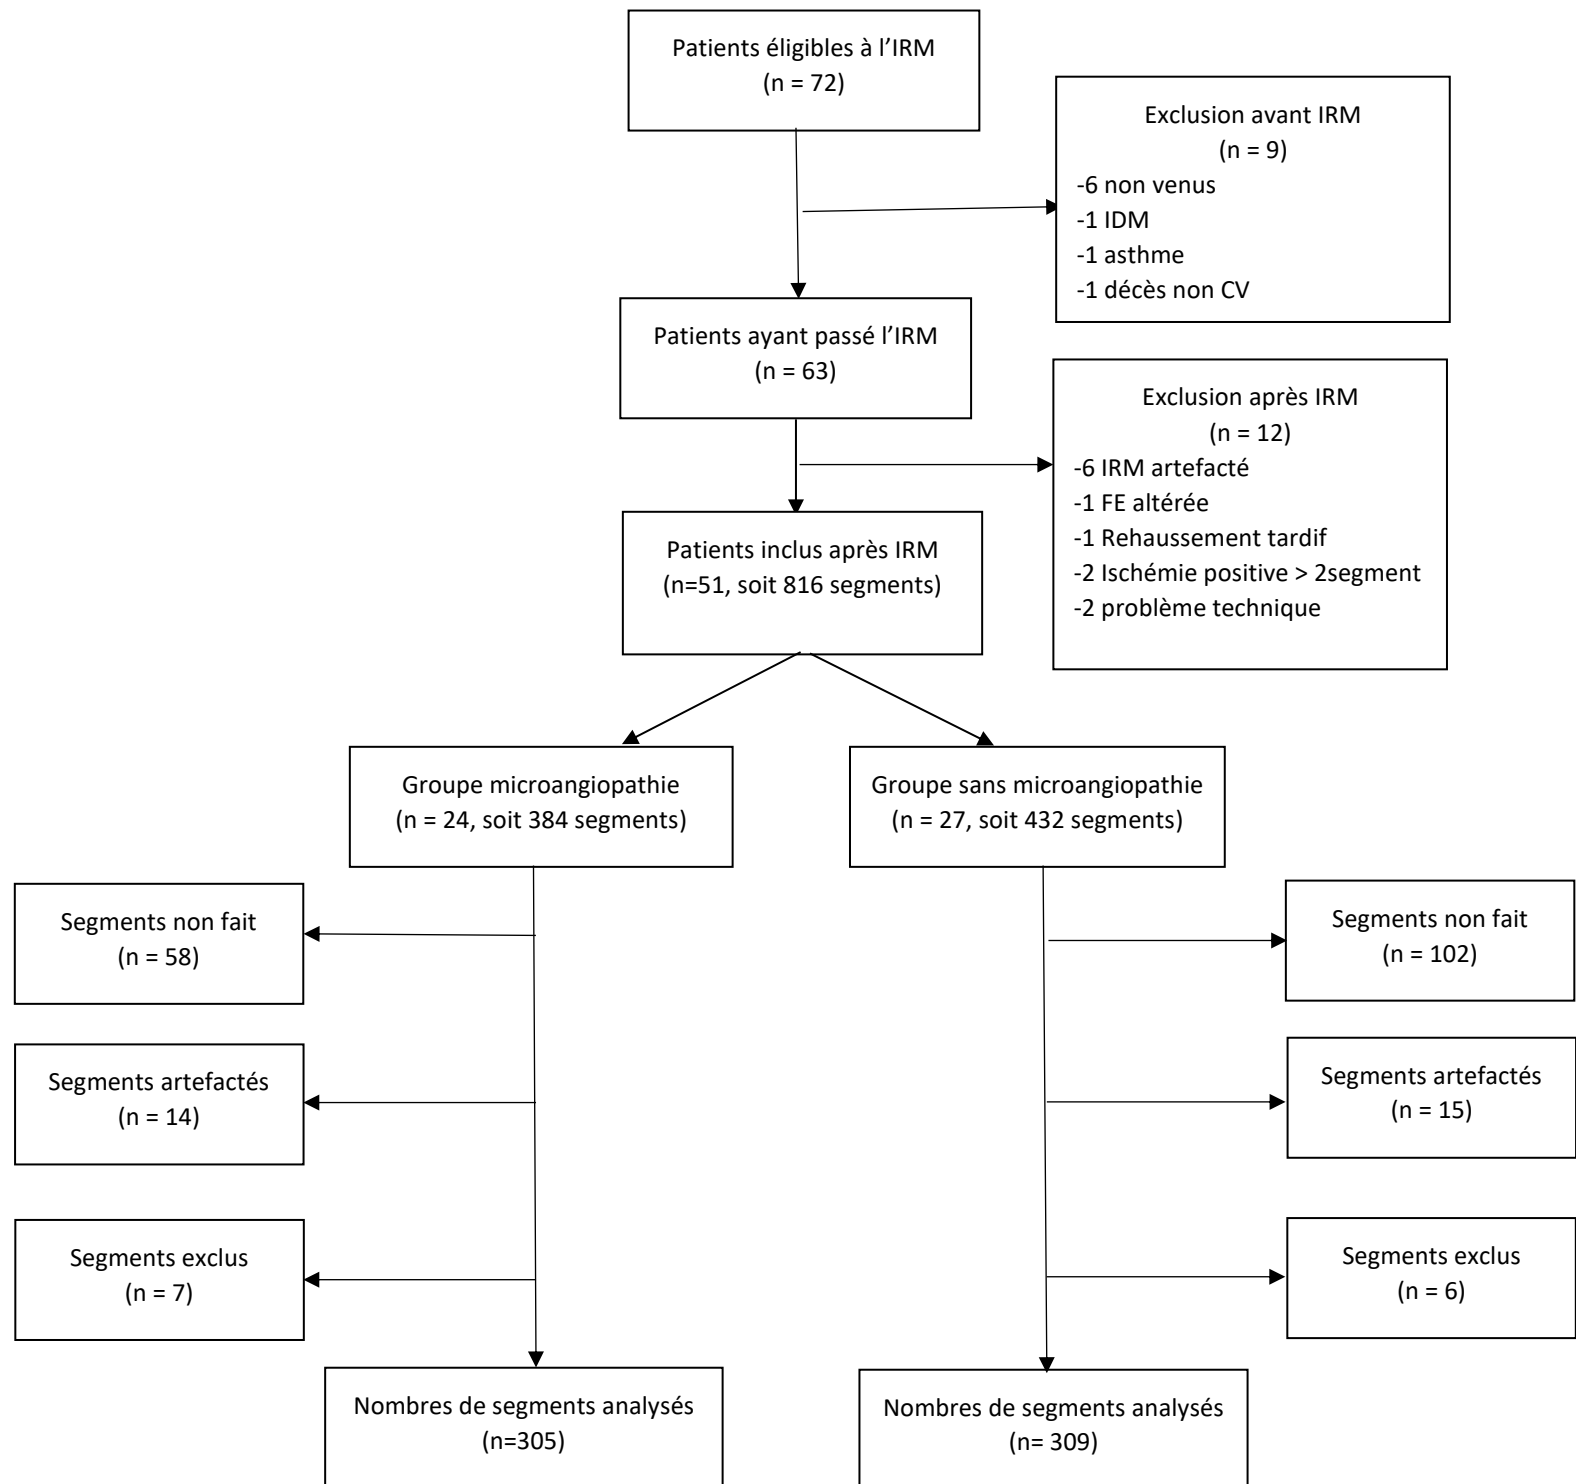 Patients éligibles à l’IRM
(n = 72)
Exclusion avant IRM
(n = 9)
-6 non venus
-1 IDM
-1 asthme
-1 décès non CV
Patients ayant passé l’IRM
(n = 63)
Exclusion après IRM
(n = 12)
-6 IRM artefacté
-1 FE altérée
-1 Rehaussement tardif
-2 Ischémie positive > 2segment
-2 problème technique
Patients inclus après IRM
(n=51, soit 816 segments)
Groupe microangiopathie
(n = 24, soit 384 segments)
Groupe sans microangiopathie
(n = 27, soit 432 segments)
Segments non fait
(n = 58)
Segments non fait
(n = 102)
Segments artefactés
(n = 14)
Segments artefactés
(n = 15)
Segments exclus
(n = 7)
Segments exclus
(n = 6)
Nombres de segments analysés
(n=305)
Nombres de segments analysés
(n= 309)